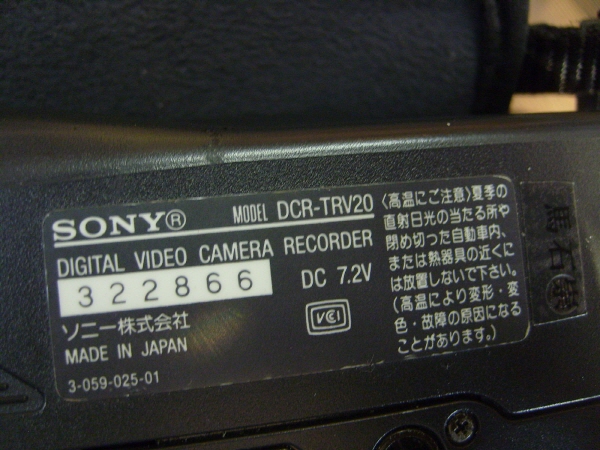 SONY® MODEL DCR-TRV20
DIGITAL VIDEO CAMERA RECORDER
322866 DC 7.2V
ソニー株式会社
VCI
MADE IN JAPAN
3-059-025-01
〈高温にご注意〉夏季の
直射日光の当たる所や
閉め切った自動車内、
または熱器具の近くに
は放置しないで下さい。
(高温により変形・変
色・故障の原因になる
ことがあります。)